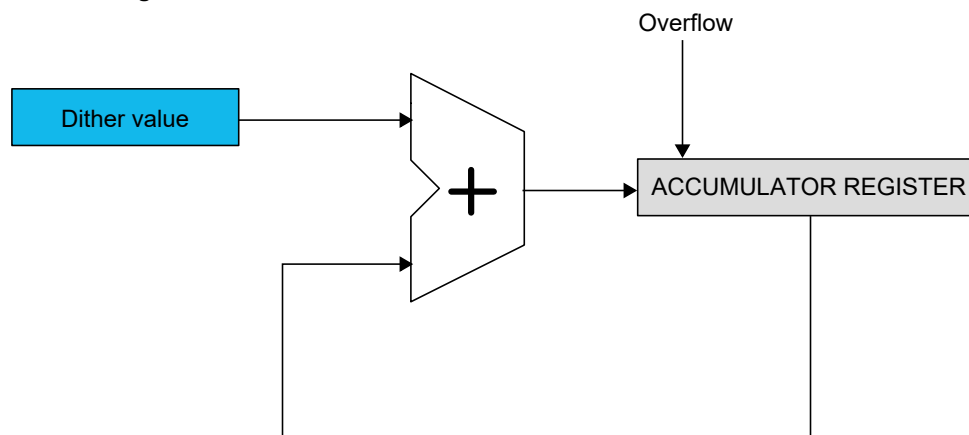 Overflow
Dither value
+
ACCUMULATOR REGISTER